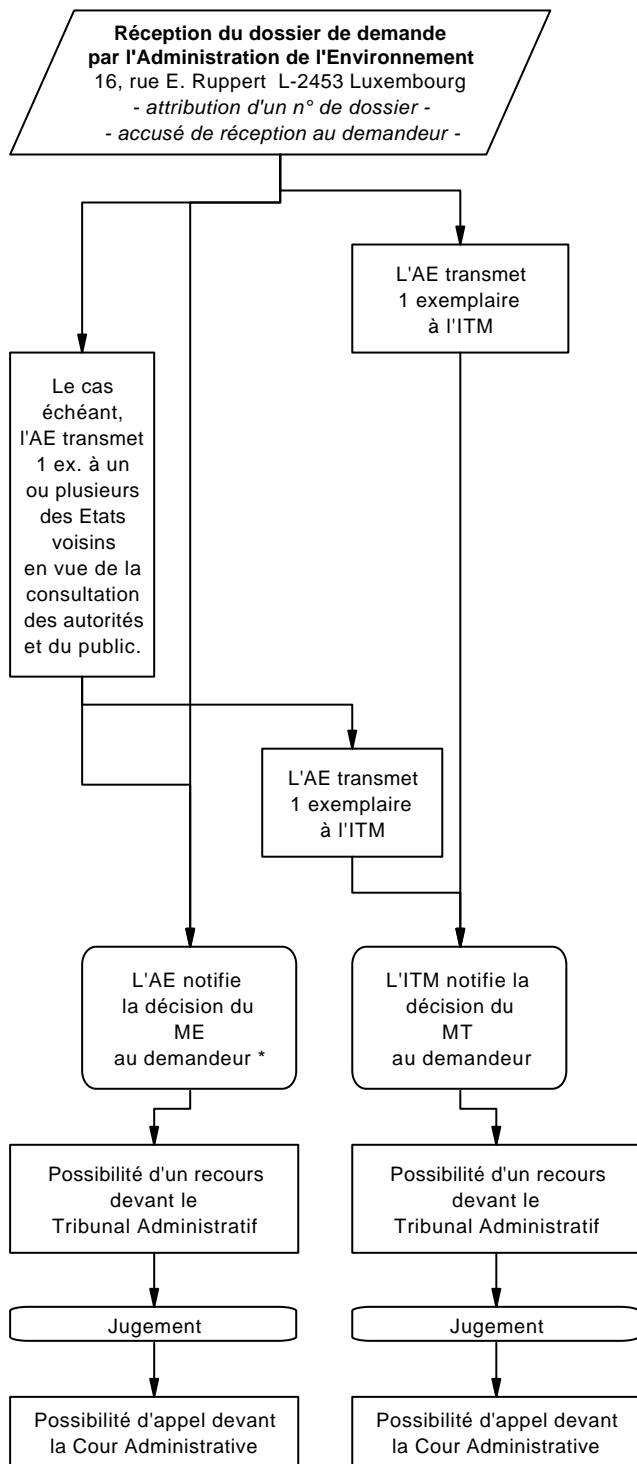 Réception du dossier de demande
par l'Administration de l'Environnement
16, rue E. Ruppert L-2453 Luxembourg
- attribution d'un n° de dossier -
- accusé de réception au demandeur -
L'AE transmet
1 exemplaire
à l'ITM
Le cas
échéant,
l'AE transmet
1 ex. à un
ou plusieurs
des Etats
voisins
en vue de la
consultation
des autorités
et du public.
L'AE transmet
1 exemplaire
à l'ITM
L'AE notifie
la décision du
ME
au demandeur *
L'ITM notifie la
décision du
MT
au demandeur
Possibilité d'un recours
devant le
Tribunal Administratif
Possibilité d'un recours
devant le
Tribunal Administratif
Jugement
Jugement
Possibilité d'appel devant
la Cour Administrative
Possibilité d'appel devant
la Cour Administrative